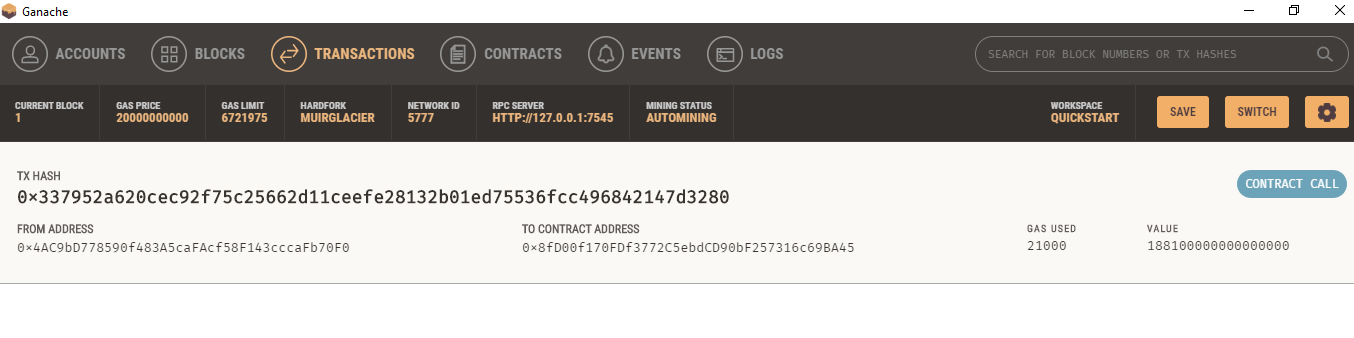 Ganache
ACCOUNTS BLOCKS TRANSACTIONS CONTRACTS EVENTS LOGS SEARCH FOR BLOCK NUMBERS OR TX HASHES
CURRENT BLOCK GAS PRICE GAS LIMIT HARDFORK NETWORK ID RPC SERVER MINING STATUS WORKSPACE
1 20000000000 6721975 MUIRGLACIER 5777 HTTP://127.0.0.1:7545 AUTOMINING QUICKSTART SAVE SWITCH
TX HASH
0×337952a620cec92f75c25662d11ceefe28132b01ed75536fcc496842147d3280 CONTRACT CALL
FROM ADDRESS TO CONTRACT ADDRESS GAS USED VALUE
0×4AC9bD778590f483A5caFAcf58F143cccaFb70F0 0×8fD00f170FDf3772C5ebdCD90bF257316c69BA45 21000 188100000000000000